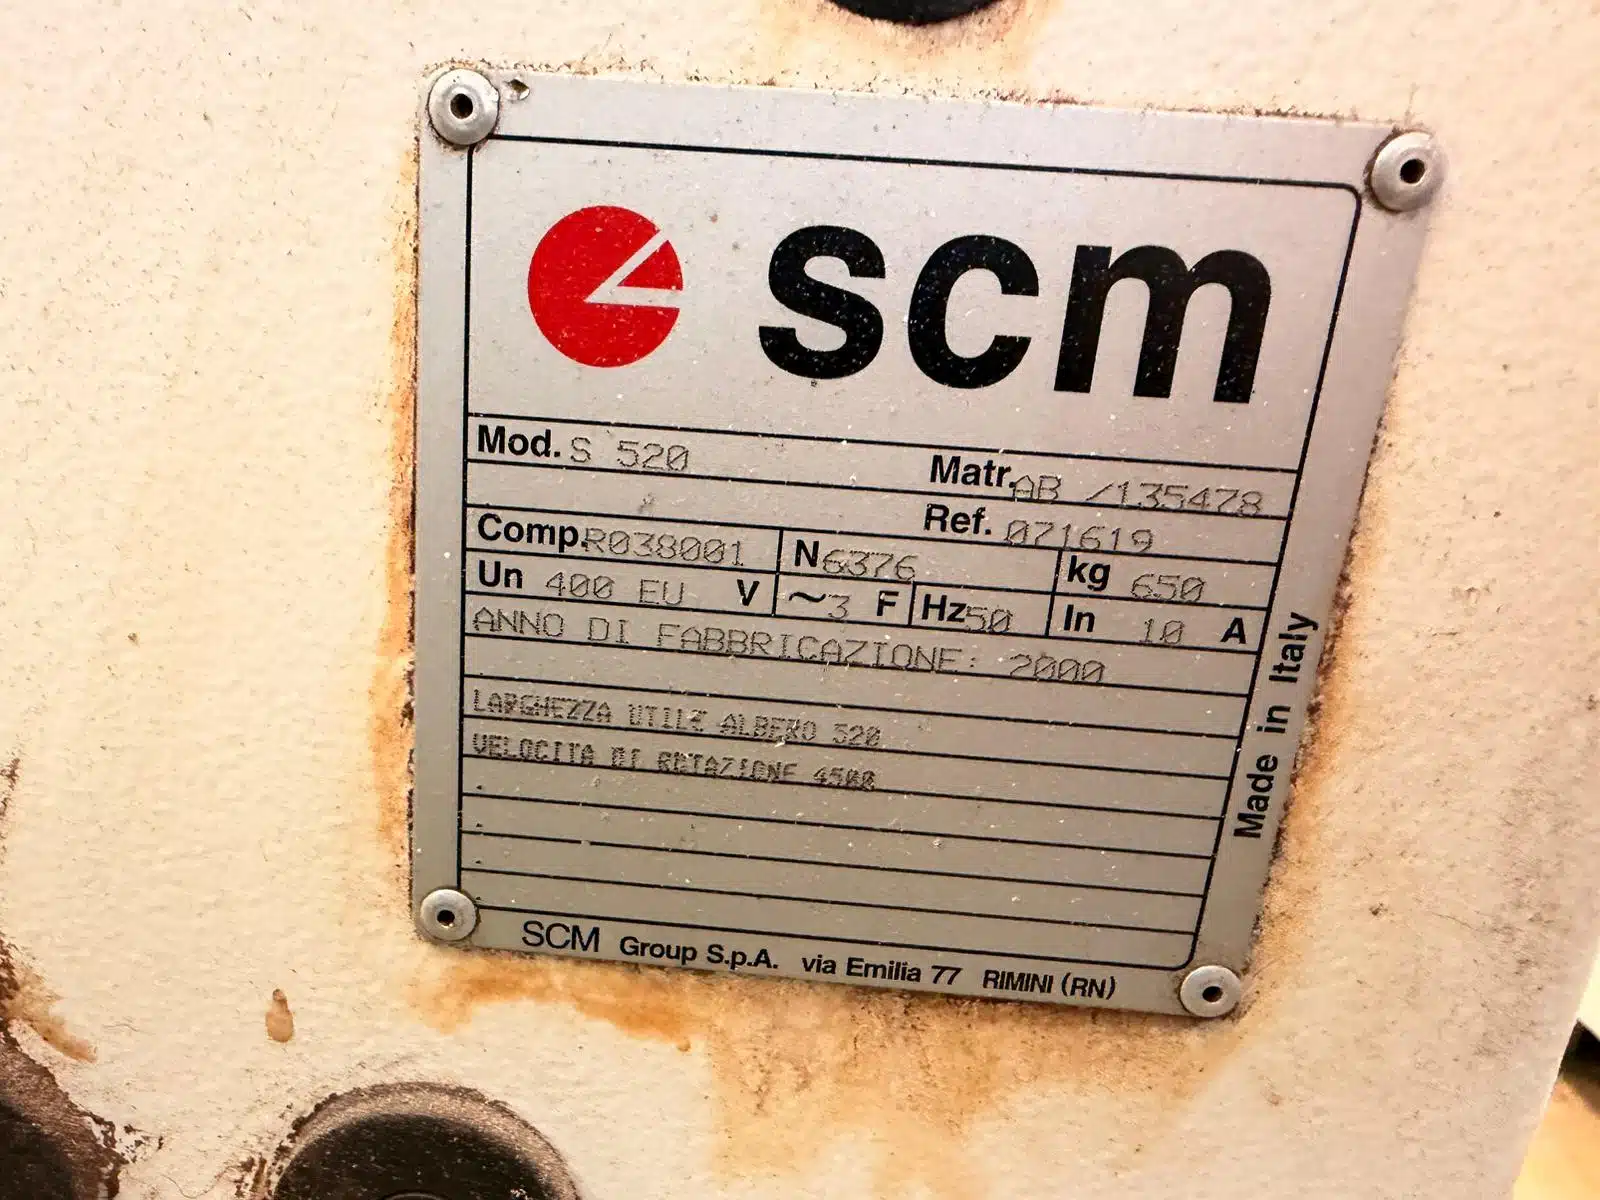 scm
Mod. S 520 Matr. AB /135478
Ref. 071619
Comp. R038001 N 6376 kg 650
Un 400 EU V ~3 F Hz 50 In 10 A
ANNO DI FABBRICAZIONE: 2000
LARGHEZZA UTILE ALBERO 520
VELOCITA DI ROTAZIONE 4500
Made in Italy
SCM Group S.p.A. via Emilia 77 RIMINI (RN)